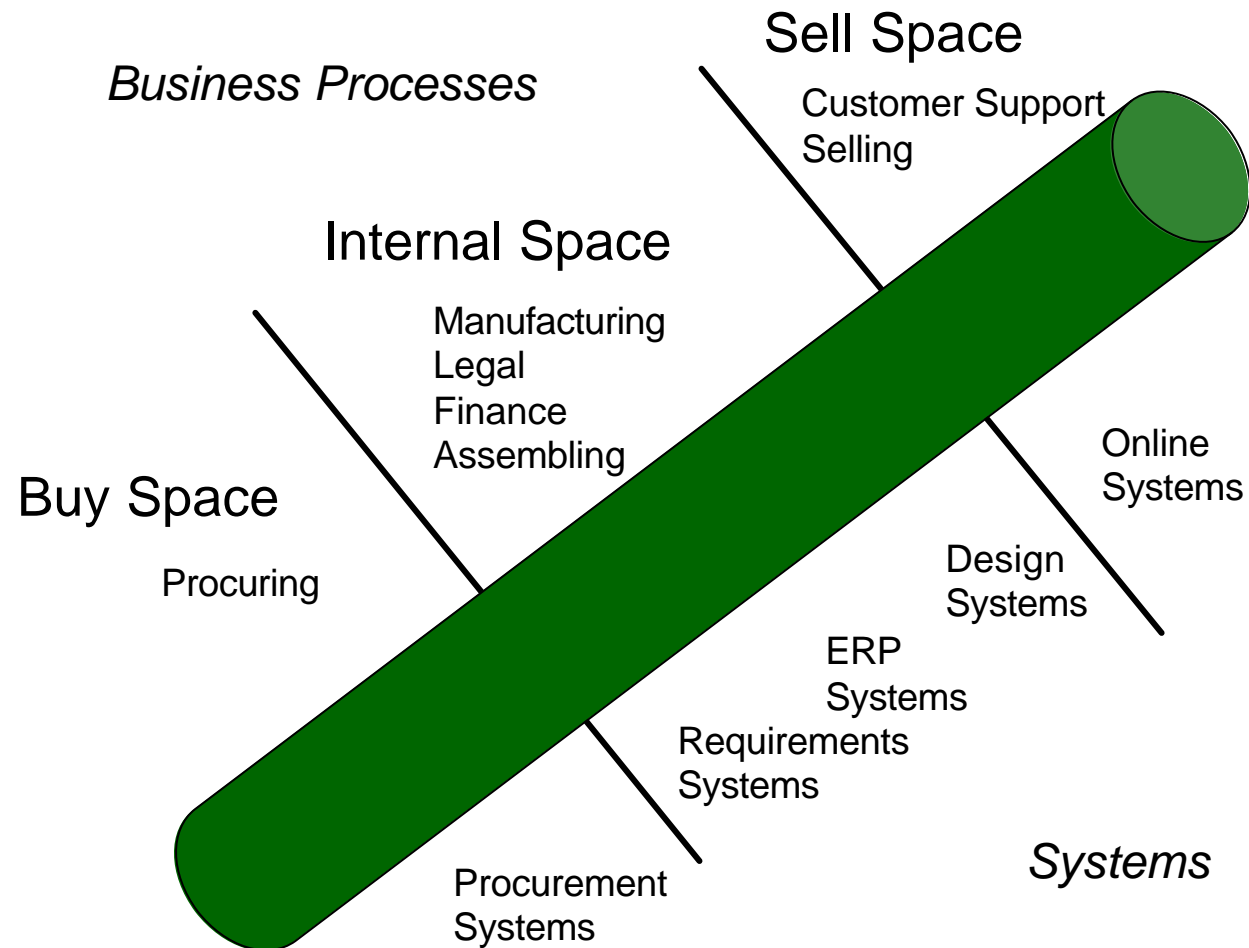 Sell Space
Business Processes
Customer Support
Selling
Internal Space
Manufacturing
Legal
Finance
Assembling
Buy Space
Procuring
Online
Systems
Design
Systems
ERP
Systems
Requirements
Systems
Procurement
Systems
Systems